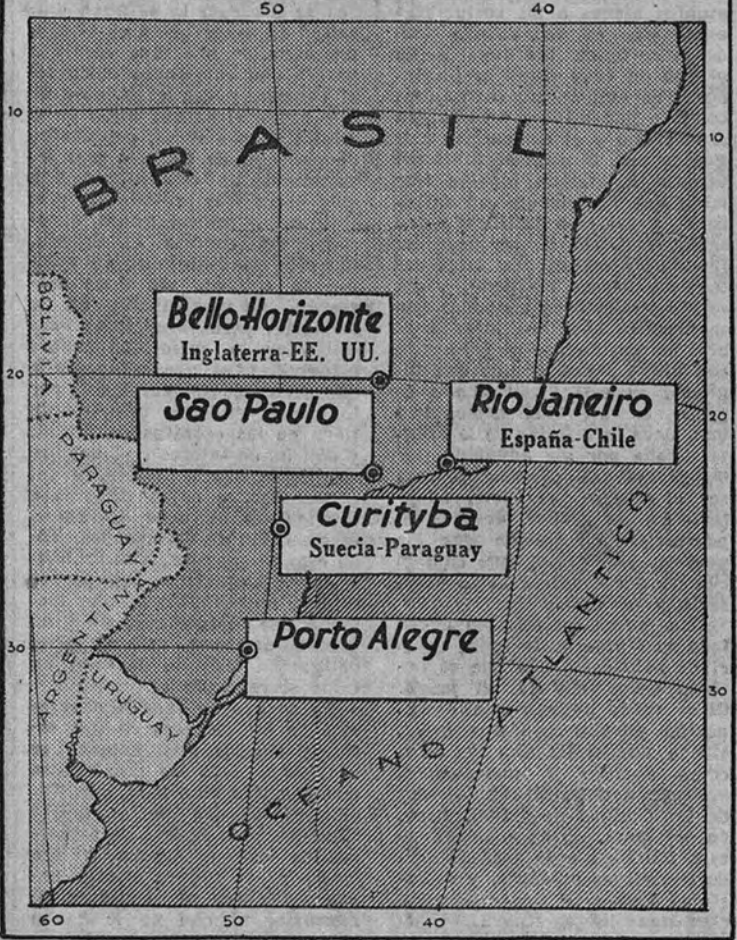 50 40
10
BRASIL
10
BOLIVIA
Bello-Horizonte
Inglaterra-EE. UU.
20
Sao Paulo
Rio Janeiro
España-Chile
20
PARAGUAY
Curityba
Suecia-Paraguay
ARGENTINA
30
Porto Alegre
URUGUAY
30
OCEANO ATLANTICO
60 50 40